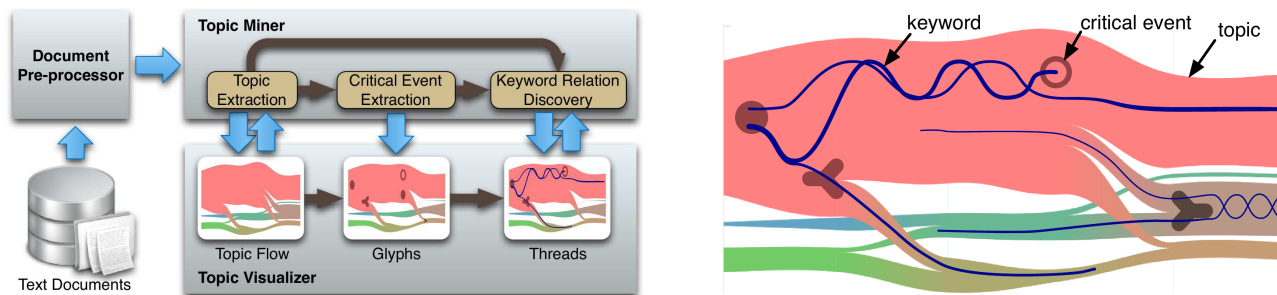 Document
Pre-processor
Text Documents
Topic Miner
Topic
Extraction
Critical Event
Extraction
Keyword Relation
Discovery
Topic Flow
Glyphs
Threads
Topic Visualizer
keyword
critical event
topic